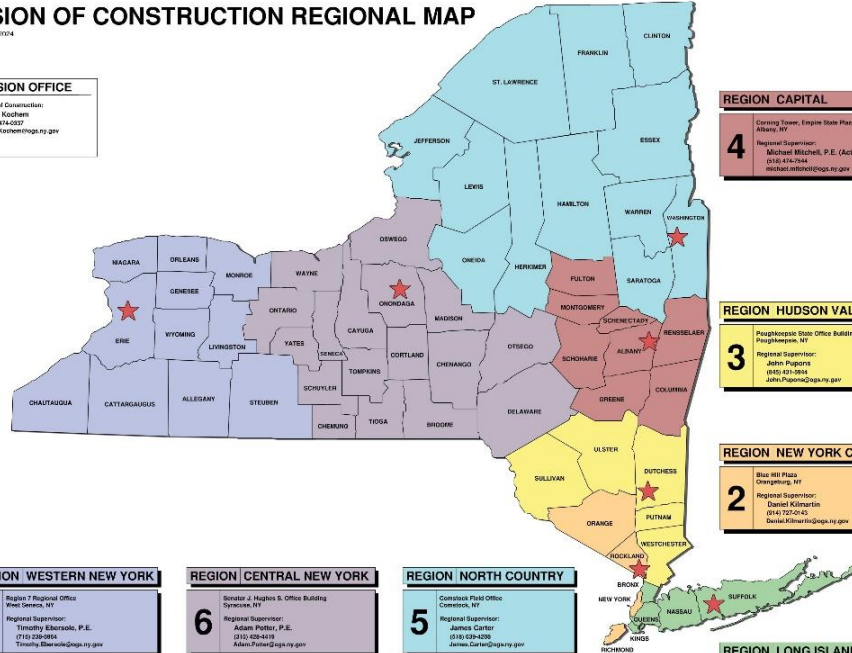 SION OF CONSTRUCTION REGIONAL MAP
2024
SION OFFICE
of Construction:
Kochem
474-0337
Kochem@ogs.ny.gov
CLINTON
FRANKLIN
ST. LAWRENCE
ESSEX
JEFFERSON
LEWIS
HAMILTON
WARREN
WASHINGTON
OSWEGO
ONEIDA
HERKIMER
SARATOGA
FULTON
MONTGOMERY
NIAGARA
ORLEANS
MONROE
WAYNE
GENESEE
ONTARIO
ONONDAGA
MADISON
SCHENECTADY
RENSSELAER
ERIE
WYOMING
LIVINGSTON
YATES
SENECA
CAYUGA
CORTLAND
OTSEGO
SCHOHARIE
ALBANY
TOMPKINS
CHENANGO
CHAUTAUQUA
CATTARAUGUS
ALLEGANY
STEUBEN
SCHUYLER
CHEMUNG
TIOGA
BROOME
DELAWARE
GREENE
COLUMBIA
ULSTER
DUTCHESS
SULLIVAN
PUTNAM
ORANGE
WESTCHESTER
ROCKLAND
BRONX
NEW YORK
QUEENS
NASSAU
SUFFOLK
KINGS
RICHMOND
REGION CAPITAL
4
Corning Tower, Empire State Plaz
Albany, NY
Regional Supervisor:
Michael Mitchell, P.E. (Act
(518) 474-7544
michael.mitchell@ogs.ny.gov
REGION HUDSON VAL
3
Poughkeepsie State Office Buildin
Poughkeepsie, NY
Regional Supervisor:
John Pupons
(845) 431-5944
John.Pupons@ogs.ny.gov
REGION NEW YORK C
2
Blue Hill Plaza
Orangeburg, NY
Regional Supervisor:
Daniel Kilmartin
(914) 727-0143
Daniel.Kilmartin@ogs.ny.gov
ION WESTERN NEW YORK
Region 7 Regional Office
West Seneca, NY
Regional Supervisor:
Timothy Ebersole, P.E.
Timothy.Ebersole@ogs.ny.gov
REGION CENTRAL NEW YORK
6
Senator J. Hughes S. Office Building
Syracuse, NY
Regional Supervisor:
Adam Potter, P.E.
Adam.Potter@ogs.ny.gov
REGION NORTH COUNTRY
5
Comstock Field Office
Comstock, NY
Regional Supervisor:
James Carter
James.Carter@ogs.ny.gov
REGION LONG ISLAN